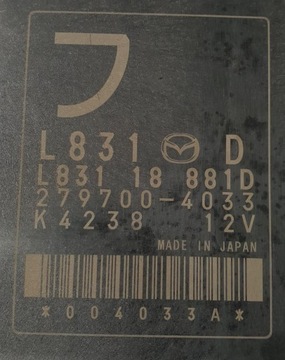 フ
L831 D
L831 18 881D
279700-4033
K4238 12V
MADE IN JAPAN
*004033A*